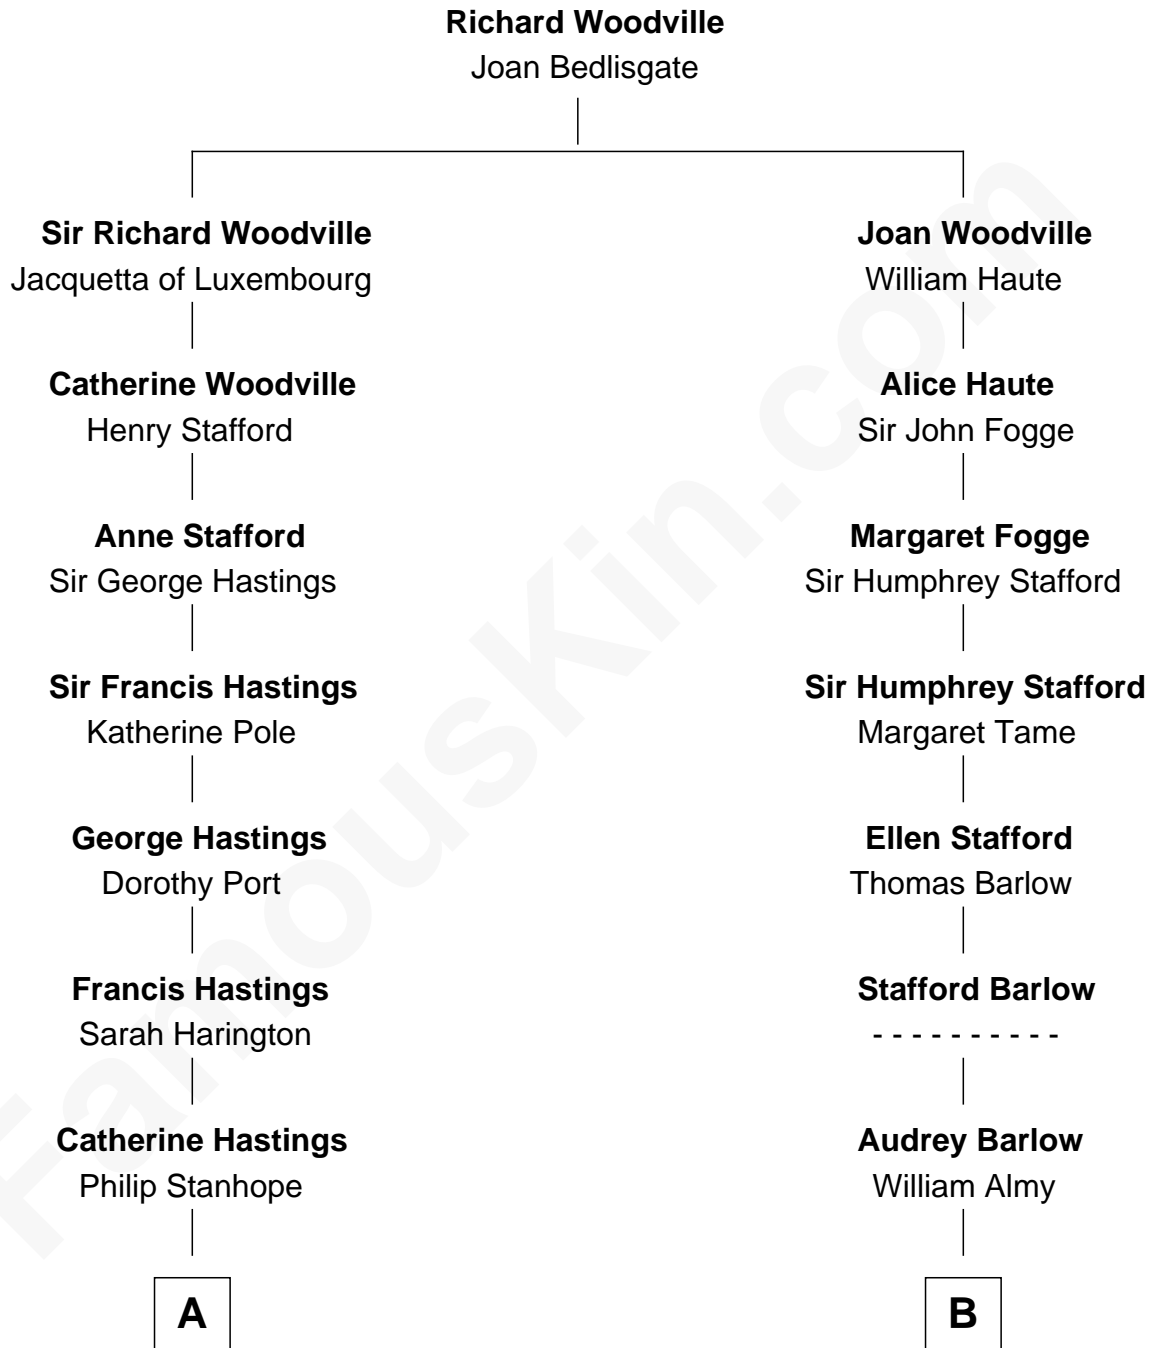 Richard Woodville
Joan Bedlisgate
Sir Richard Woodville
Jacquetta of Luxembourg
Joan Woodville
William Haute
Catherine Woodville
Henry Stafford
Alice Haute
Sir John Fogge
Anne Stafford
Sir George Hastings
Margaret Fogge
Sir Humphrey Stafford
Sir Francis Hastings
Katherine Pole
Sir Humphrey Stafford
Margaret Tame
George Hastings
Dorothy Port
Ellen Stafford
Thomas Barlow
Francis Hastings
Sarah Harington
Stafford Barlow
- - - - - - - - - -
Catherine Hastings
Philip Stanhope
Audrey Barlow
William Almy
A
B
FamousKin.com